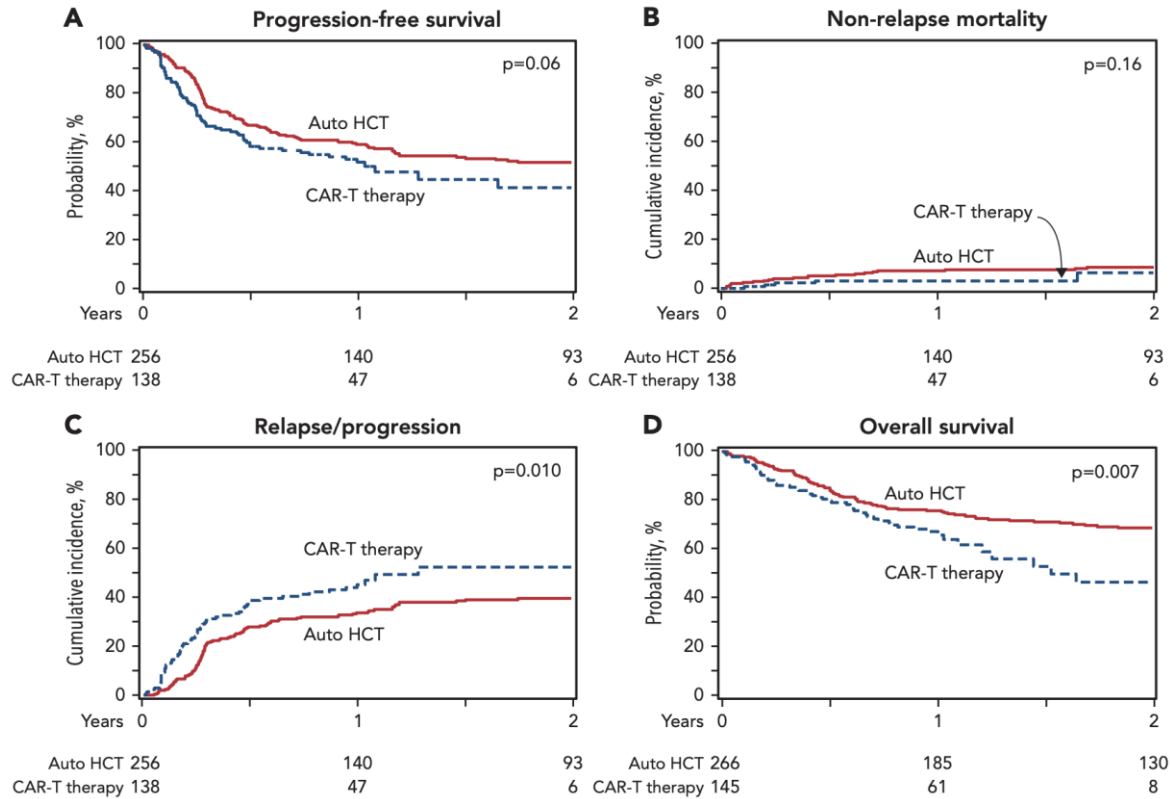 A Progression-free survival
100
80
60
40
20
0
Probability, %
p=0.06
Auto HCT
CAR-T therapy
Years 0 1 2
Auto HCT 256 140 93
CAR-T therapy 138 47 6
B Non-relapse mortality
100
80
60
40
20
0
Cumulative incidence, %
p=0.16
CAR-T therapy
Auto HCT
Years 0 1 2
Auto HCT 256 140 93
CAR-T therapy 138 47 6
C Relapse/progression
100
80
60
40
20
0
Cumulative incidence, %
p=0.010
CAR-T therapy
Auto HCT
Years 0 1 2
Auto HCT 256 140 93
CAR-T therapy 138 47 6
D Overall survival
100
80
60
40
20
0
Probability, %
p=0.007
Auto HCT
CAR-T therapy
Years 0 1 2
Auto HCT 266 185 130
CAR-T therapy 145 61 8